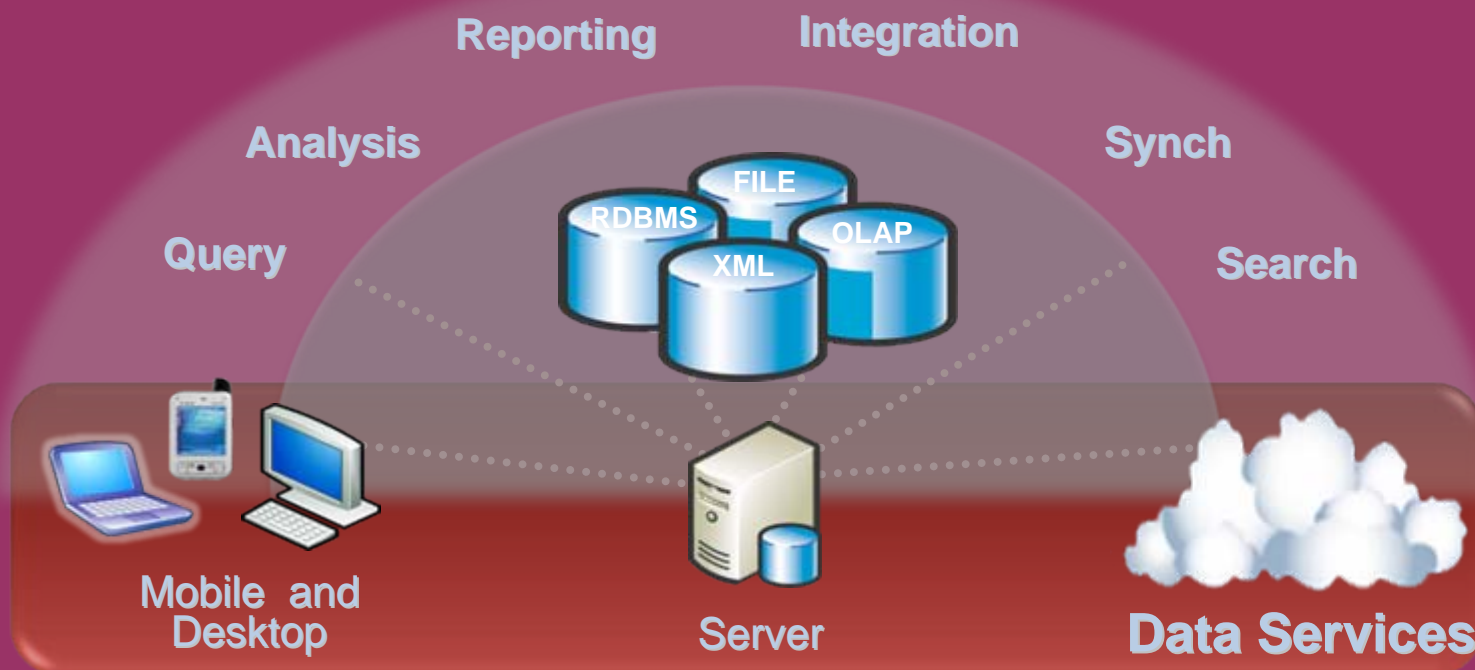 Reporting
Integration
Analysis
Synch
Query
Search
FILE
RDBMS
OLAP
XML
Mobile and
Desktop
Server
Data Services